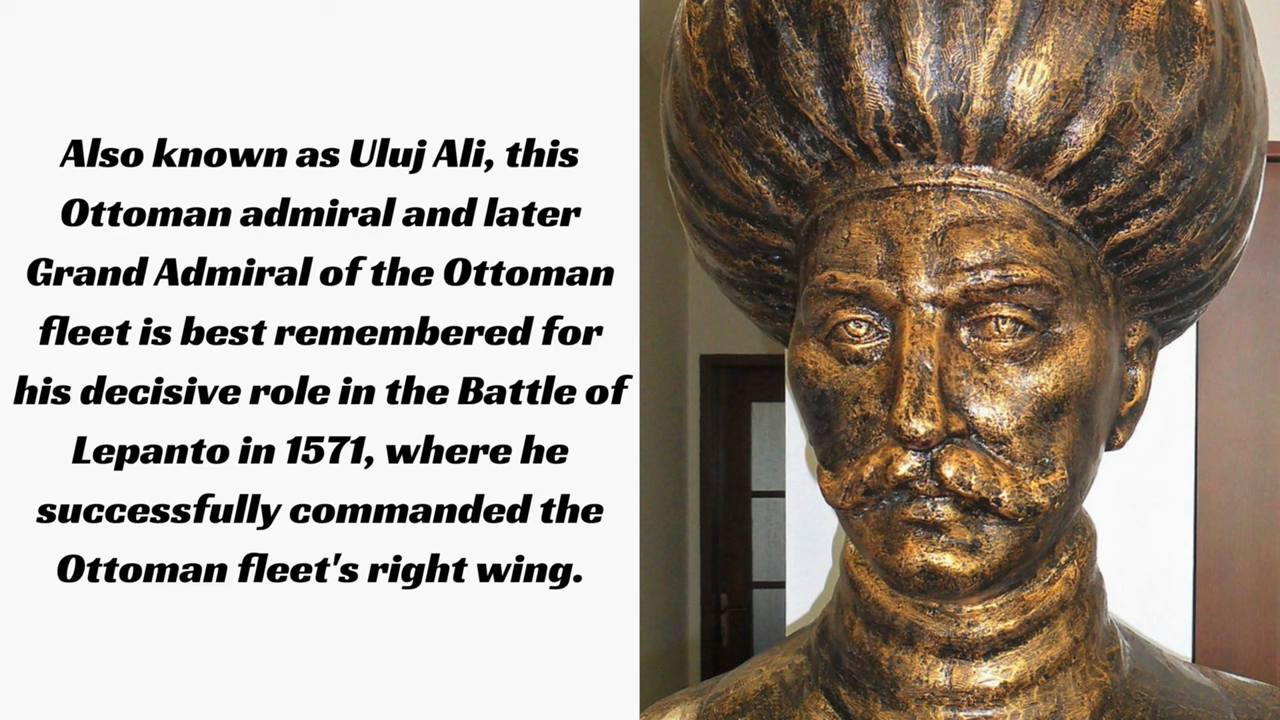 Also known as Uluj Ali, this
Ottoman admiral and later
Grand Admiral of the Ottoman
fleet is best remembered for
his decisive role in the Battle of
Lepanto in 1571, where he
successfully commanded the
Ottoman fleet's right wing.